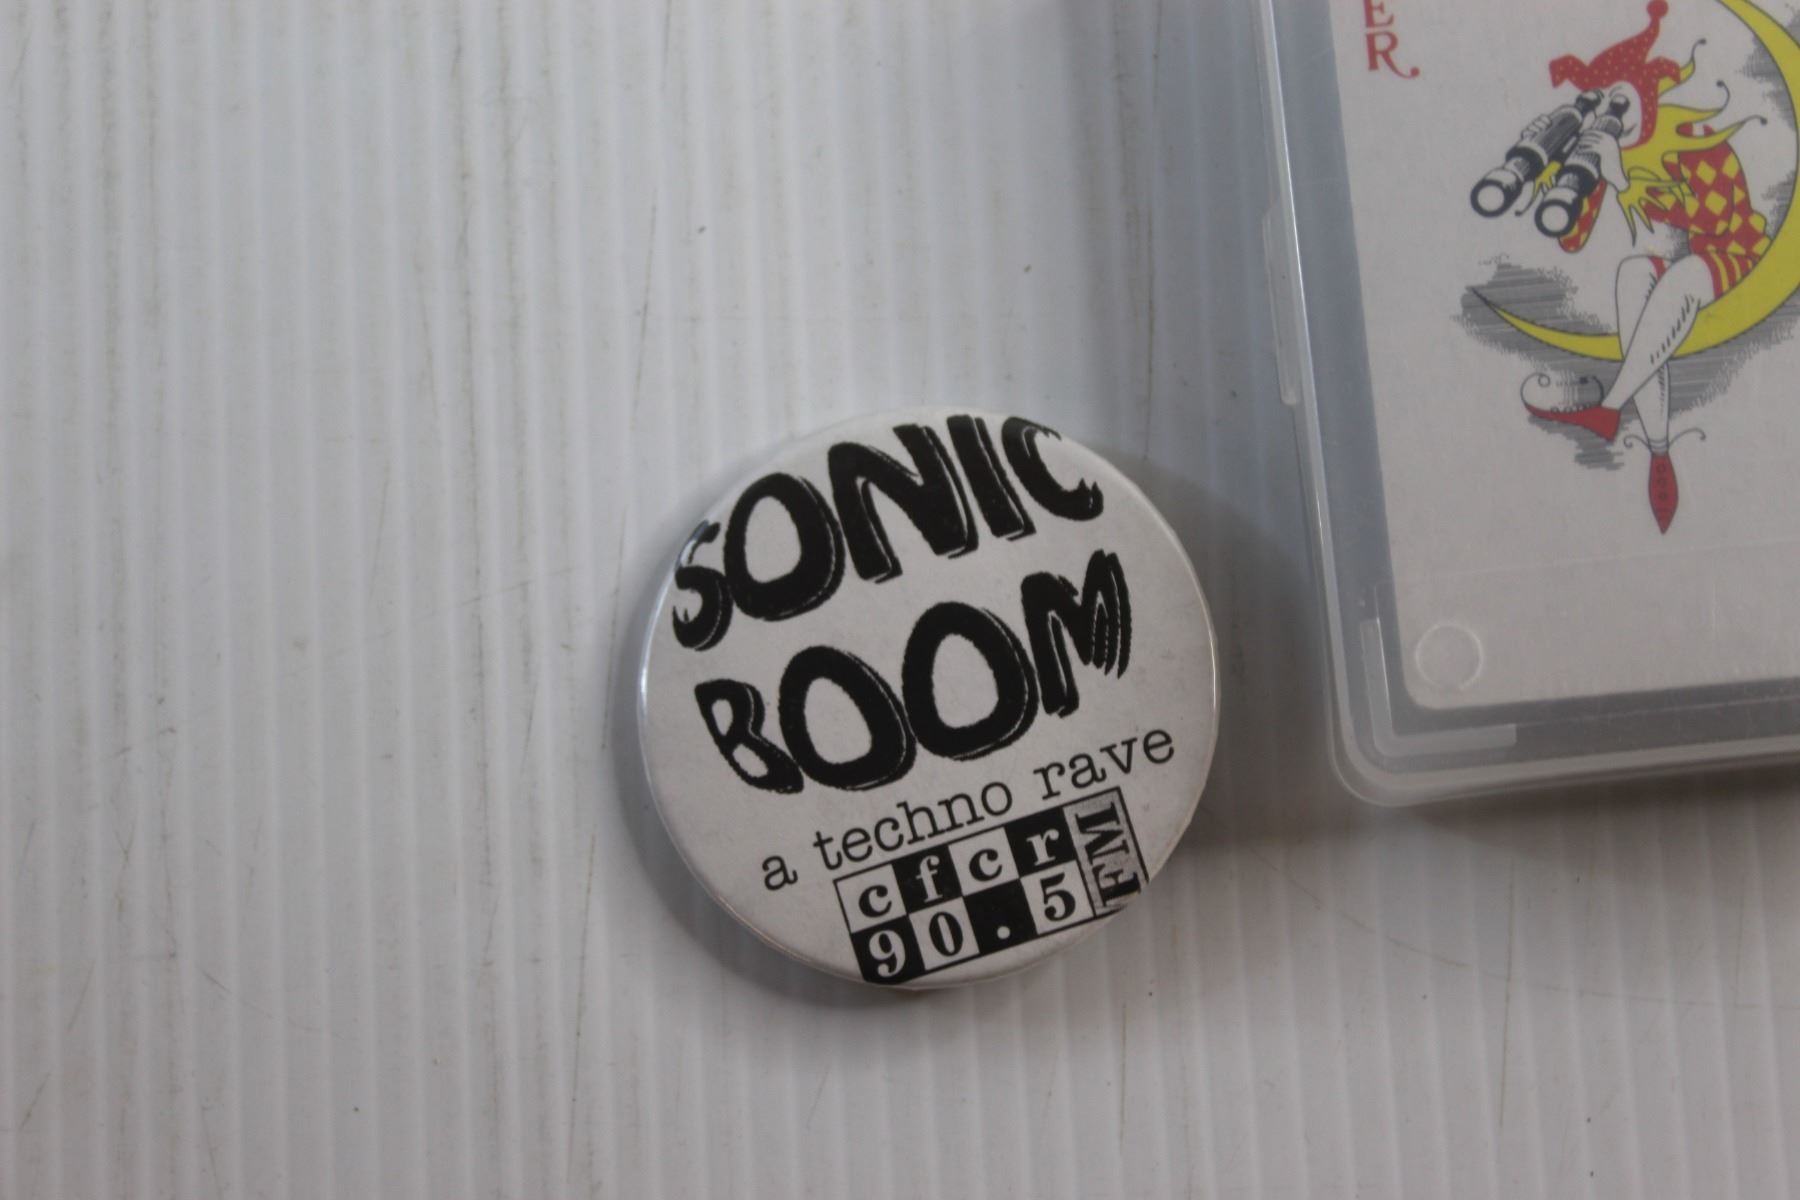 SONIC
BOOM
a techno rave
cfcr FM
90.5
ER